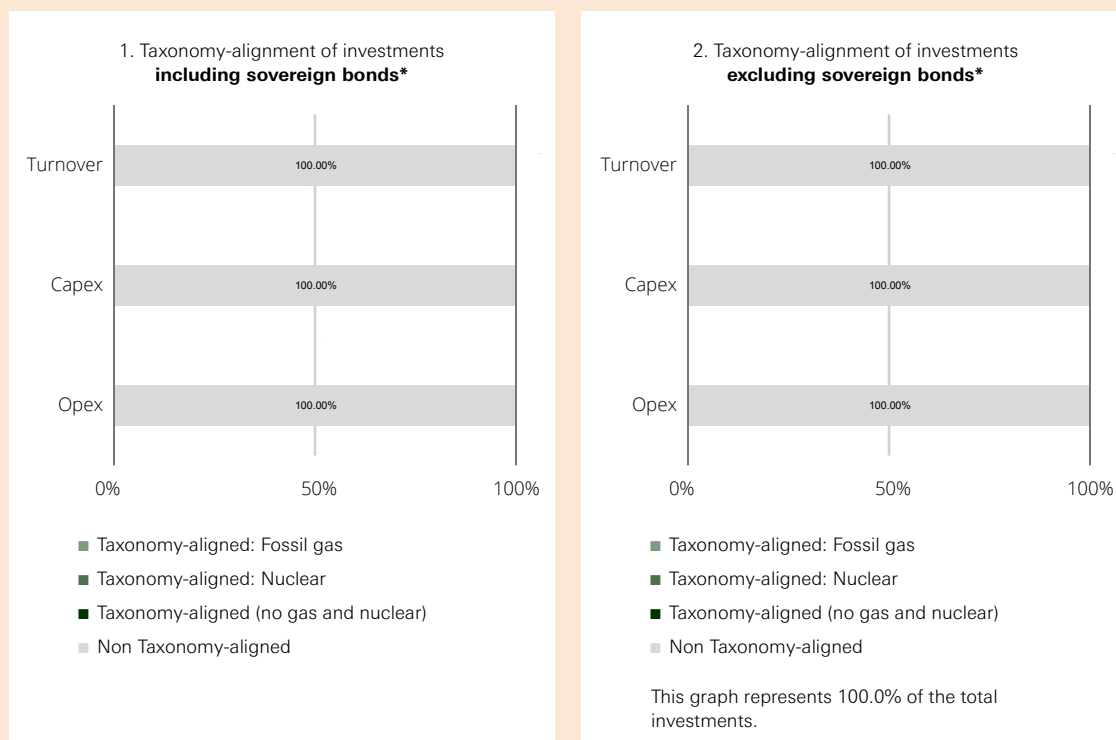 1. Taxonomy-alignment of investments
including sovereign bonds*
Turnover
100.00%
Capex
100.00%
Opex
100.00%
0%
50%
100%
Taxonomy-aligned: Fossil gas
Taxonomy-aligned: Nuclear
Taxonomy-aligned (no gas and nuclear)
Non Taxonomy-aligned
2. Taxonomy-alignment of investments
excluding sovereign bonds*
Turnover
100.00%
Capex
100.00%
Opex
100.00%
0%
50%
100%
Taxonomy-aligned: Fossil gas
Taxonomy-aligned: Nuclear
Taxonomy-aligned (no gas and nuclear)
Non Taxonomy-aligned
This graph represents 100.0% of the total
investments.